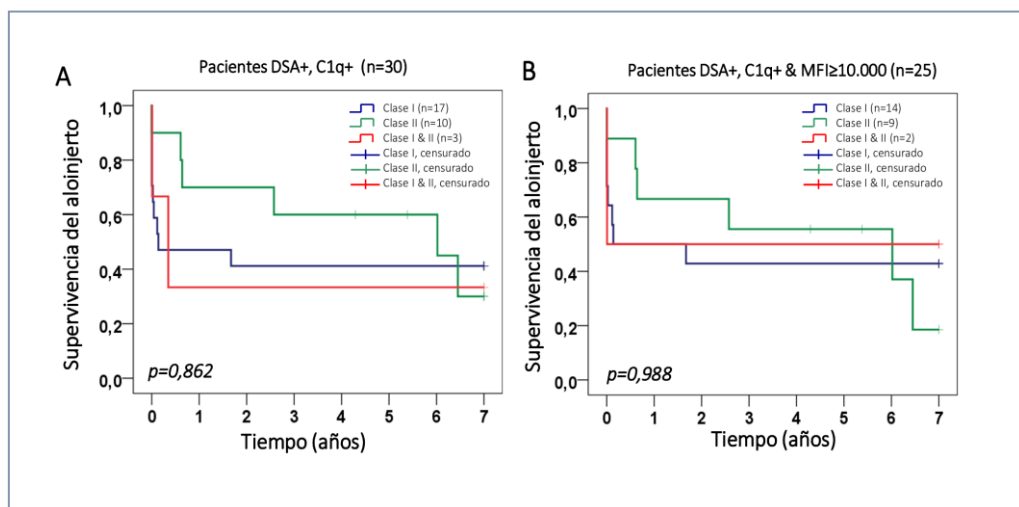 A
Pacientes DSA+, C1q+ (n=30)
Supervivencia del aloinjerto
1,0
0,8
0,6
0,4
0,2
0,0
Clase I (n=17)
Clase II (n=10)
Clase I & II (n=3)
Clase I, censurado
Clase II, censurado
Clase I & II, censurado
p=0,862
0 1 2 3 4 5 6 7
Tiempo (años)
B
Pacientes DSA+, C1q+ & MFI≥10.000 (n=25)
Supervivencia del aloinjerto
1,0
0,8
0,6
0,4
0,2
0,0
Clase I (n=14)
Clase II (n=9)
Clase I & II (n=2)
Clase I, censurado
Clase II, censurado
Clase I & II, censurado
p=0,988
0 1 2 3 4 5 6 7
Tiempo (años)